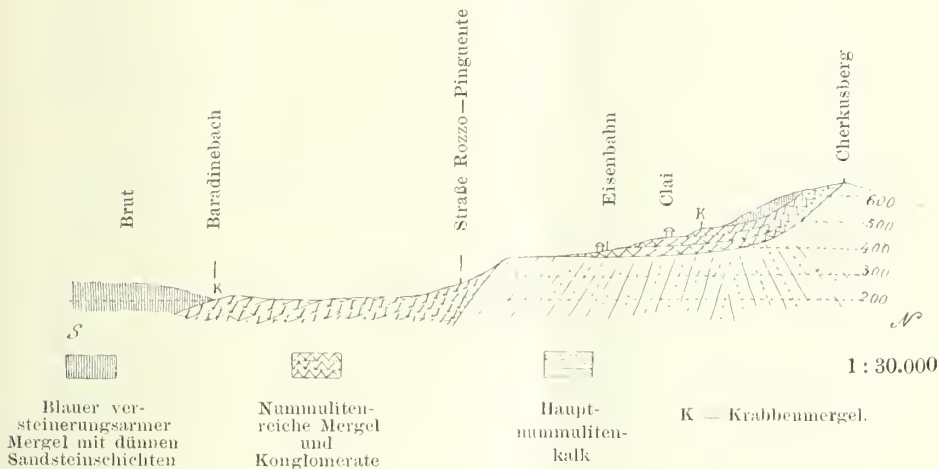 Brut
Baradinebach
Straße Rozzo—Pinguente
Eisenbahn
Clai
Cherkusberg
K
K
600
500
400
300
200
S
N
1 : 30.000
Blauer ver-
steinerungsarmer
Mergel mit dünnen
Sandsteinschichten
Nummuliten-
reiche Mergel
und
Konglomerate
Haupt-
nummuliten-
kalk
K — Krabbenmergel.